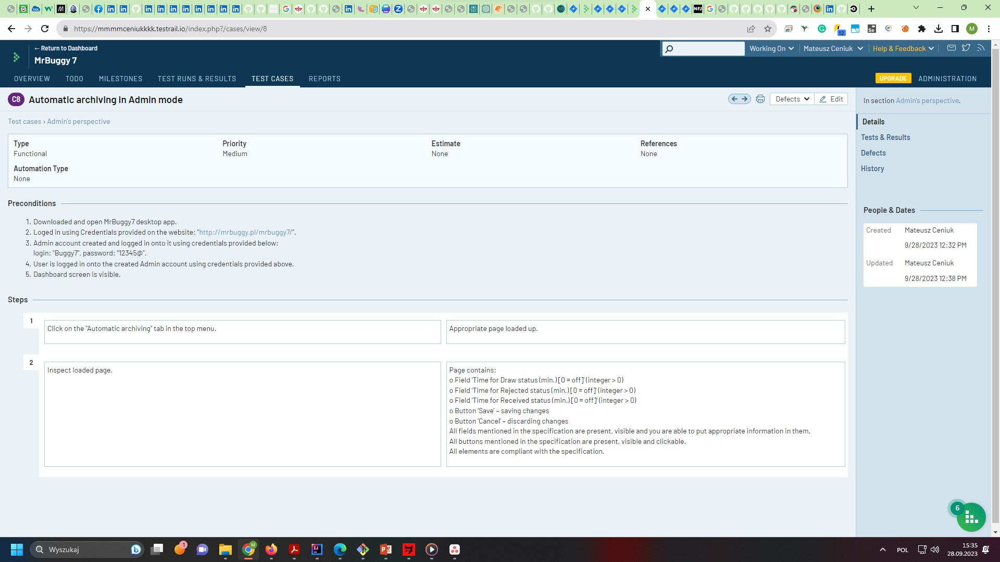 https://mmmmceniukkkk.testrail.io/index.php?/cases/view/8
12
Se
M
← Return to Dashboard
MrBuggy 7
Working On
Mateusz Ceniuk
Help & Feedback
OVERVIEW
TODO
MILESTONES
TEST RUNS & RESULTS
TEST CASES
REPORTS
UPGRADE
ADMINISTRATION
C8 Automatic archiving in Admin mode
Defects
Edit
Test cases › Admin's perspective
Type
Functional
Priority
Medium
Estimate
None
References
None
Automation Type
None
Preconditions
1. Downloaded and open MrBuggy7 desktop app.
2. Loged in using Credentials provided on the website: "http://mrbuggy.pl/mrbuggy7/".
3. Admin account created and logged in onto it using credentials provided below:
login: "Buggy7", password: "12345@".
4. User is logged in onto the created Admin account using credentials provided above.
5. Dashboard screen is visible.
Steps
1
Click on the "Automatic archiving" tab in the top menu.
Appropriate page loaded up.
2
Inspect loaded page.
Page contains:
o Field ‘Time for Draw status (min.) [0 = off]’ (integer > 0)
o Field ‘Time for Rejected status (min.) [0 = off]’ (integer > 0)
o Field ‘Time for Received status (min.) [0 = off]’ (integer > 0)
o Button ‘Save’ – saving changes
o Button ‘Cancel’ – discarding changes
All fields mentioned in the specification are present, visible and you are able to put appropriate information in them.
All buttons mentioned in the specification are present, visible and clickable.
All elements are compliant with the specification.
In section Admin's perspective.
Details
Tests & Results
Defects
History
People & Dates
Created
Mateusz Ceniuk
9/28/2023 12:32 PM
Updated
Mateusz Ceniuk
9/28/2023 12:38 PM
6
Wyszukaj
1
M
POL
15:35
28.09.2023